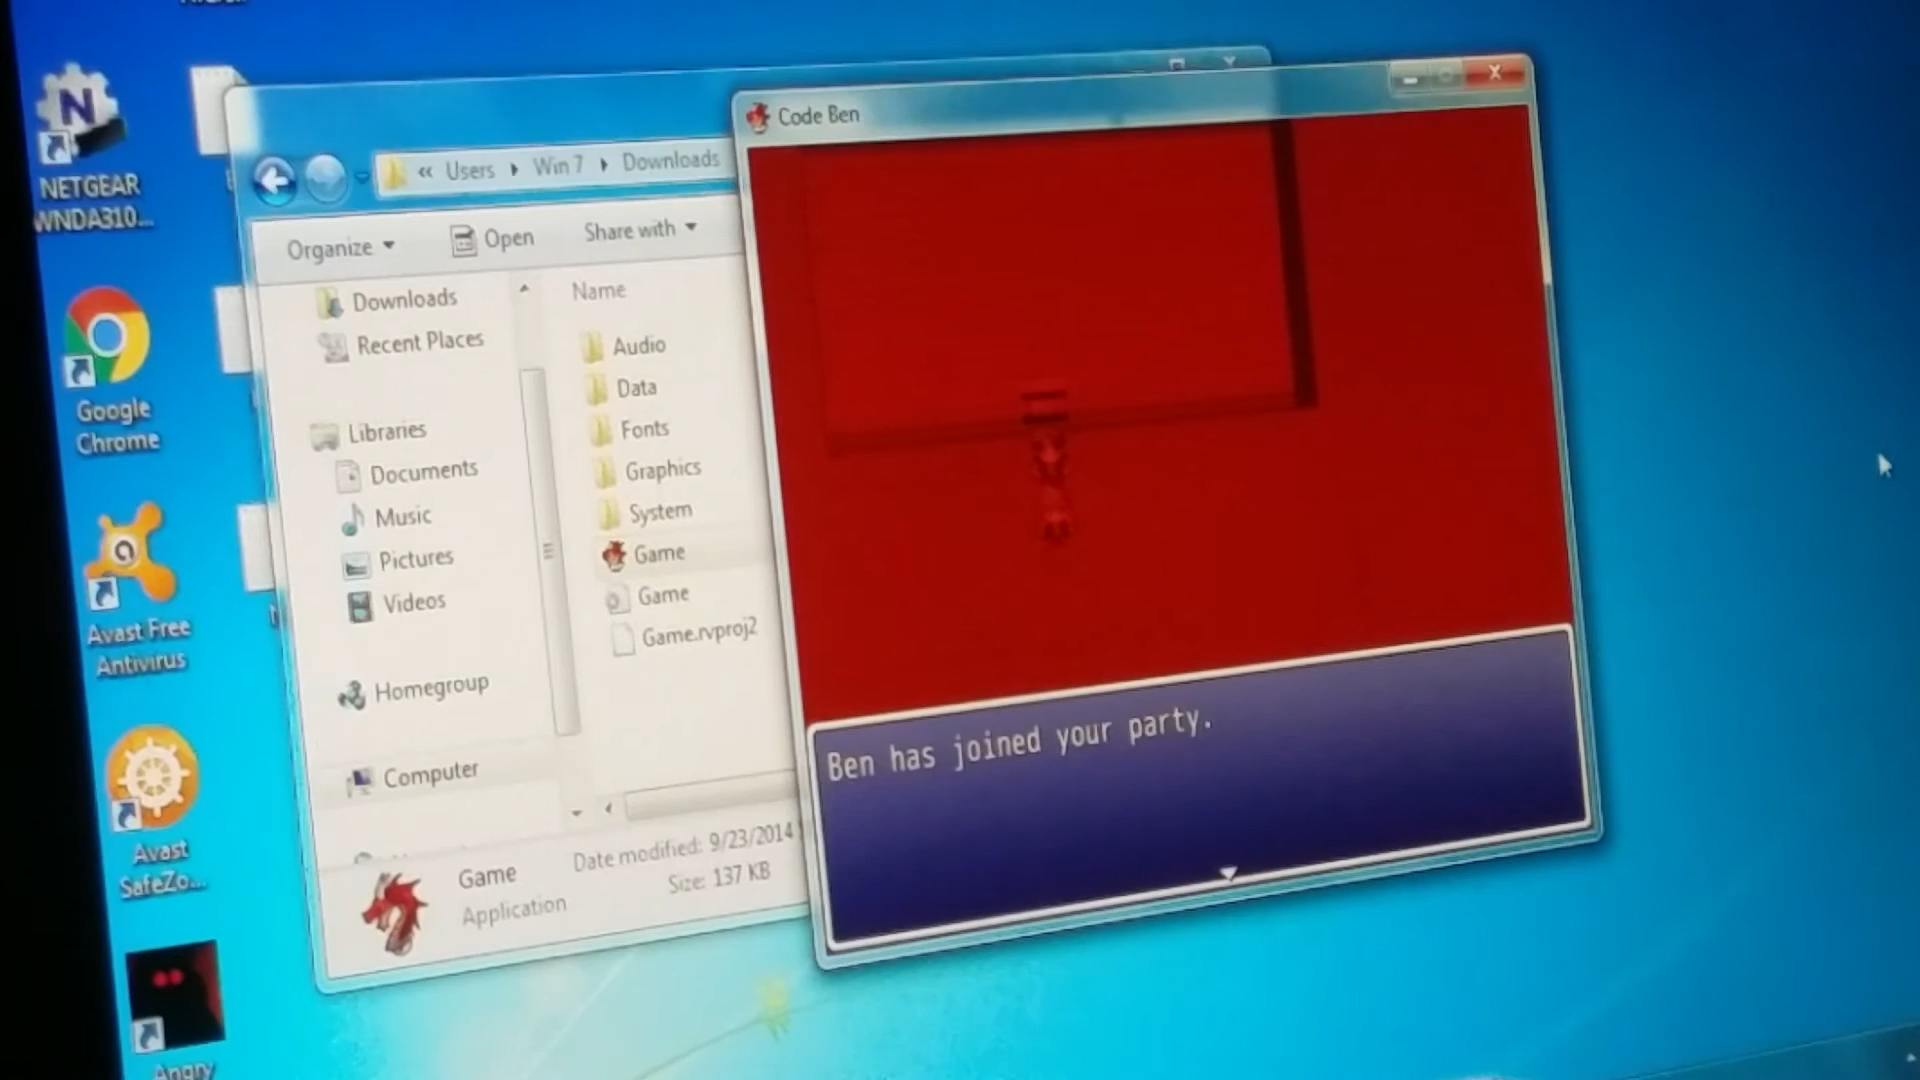 NETGEAR
WNDA310...
Google
Chrome
Avast Free
Antivirus
Avast
SafeZo...
Angry
« Users Win 7 Downloads
Organize Open Share with
Downloads
Recent Places
Libraries
Documents
Music
Pictures
Videos
Homegroup
Computer
Name
Audio
Data
Fonts
Graphics
System
Game
Game
Game.rvproj2
Game
Application
Date modified: 9/23/2014
Size: 137 KB
Code Ben
Ben has joined your party.